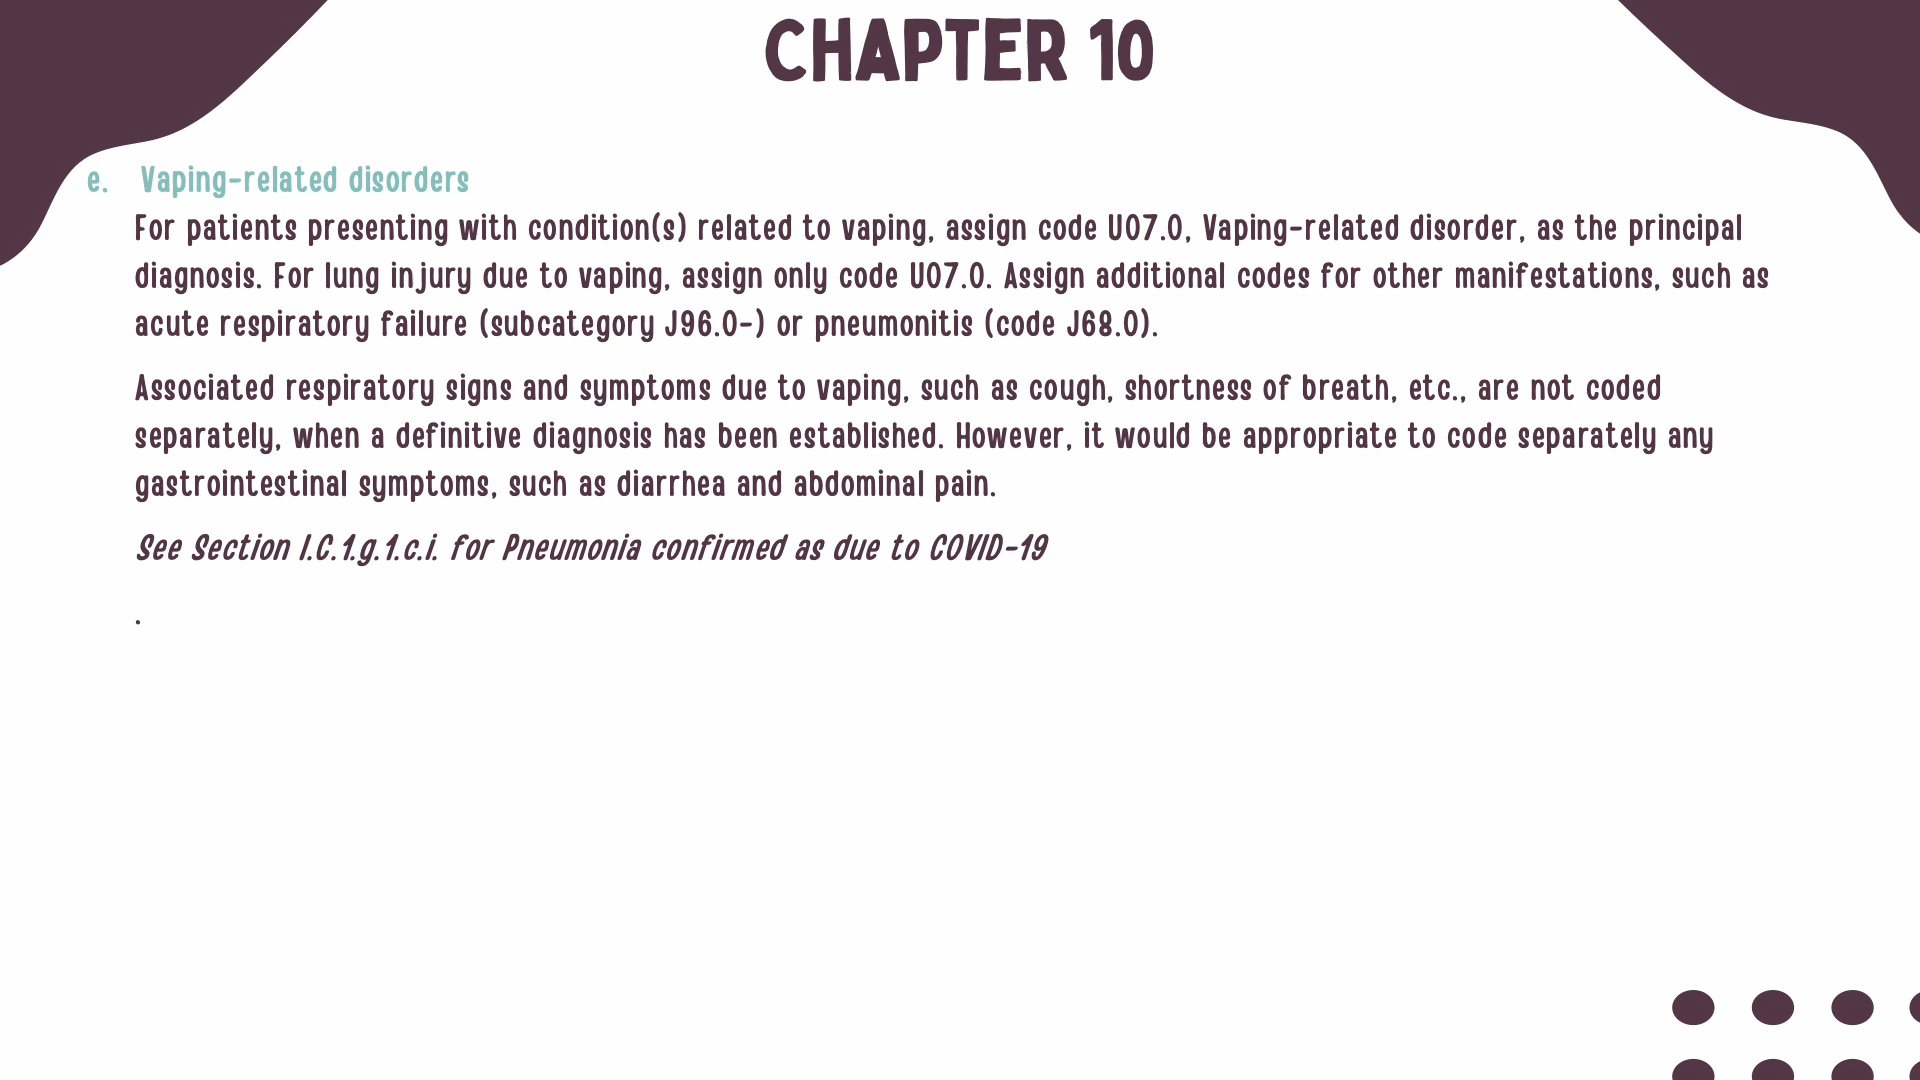 CHAPTER 10
e. Vaping-related disorders
For patients presenting with condition(s) related to vaping, assign code U07.0, Vaping-related disorder, as the principal
diagnosis. For lung injury due to vaping, assign only code U07.0. Assign additional codes for other manifestations, such as
acute respiratory failure (subcategory J96.0-) or pneumonitis (code J68.0).
Associated respiratory signs and symptoms due to vaping, such as cough, shortness of breath, etc., are not coded
separately, when a definitive diagnosis has been established. However, it would be appropriate to code separately any
gastrointestinal symptoms, such as diarrhea and abdominal pain.
See Section I.C.1.g.1.c.i. for Pneumonia confirmed as due to COVID-19
.